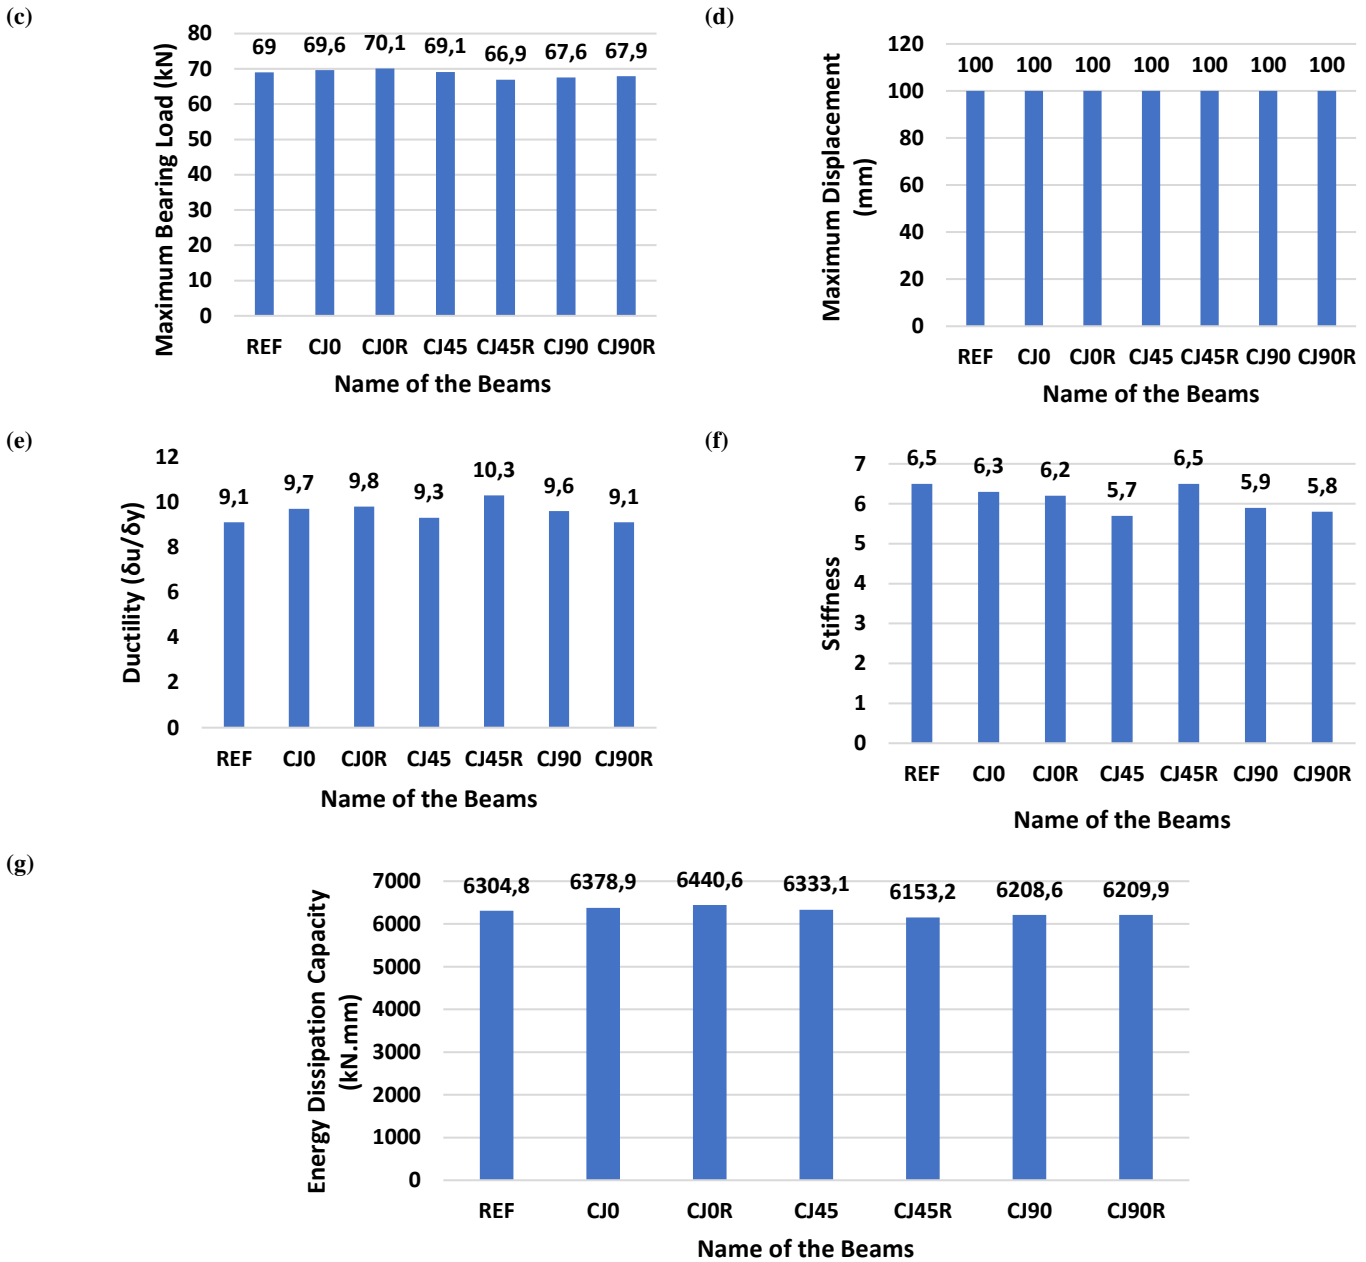 (c)
Maximum Bearing Load (kN)
80
70
60
50
40
30
20
10
0
69 69,6 70,1 69,1 66,9 67,6 67,9
REF CJ0 CJ0R CJ45 CJ45R CJ90 CJ90R
Name of the Beams
(d)
Maximum Displacement
(mm)
120
100
80
60
40
20
0
100 100 100 100 100 100 100
REF CJ0 CJ0R CJ45 CJ45R CJ90 CJ90R
Name of the Beams
(e)
Ductility (δu/δy)
12
10
8
6
4
2
0
9,1 9,7 9,8 9,3 10,3 9,6 9,1
REF CJ0 CJ0R CJ45 CJ45R CJ90 CJ90R
Name of the Beams
(f)
Stiffness
7
6
5
4
3
2
1
0
6,5 6,3 6,2 5,7 6,5 5,9 5,8
REF CJ0 CJ0R CJ45 CJ45R CJ90 CJ90R
Name of the Beams
(g)
Energy Dissipation Capacity
(kN.mm)
7000
6000
5000
4000
3000
2000
1000
0
6304,8 6378,9 6440,6 6333,1 6153,2 6208,6 6209,9
REF CJ0 CJ0R CJ45 CJ45R CJ90 CJ90R
Name of the Beams